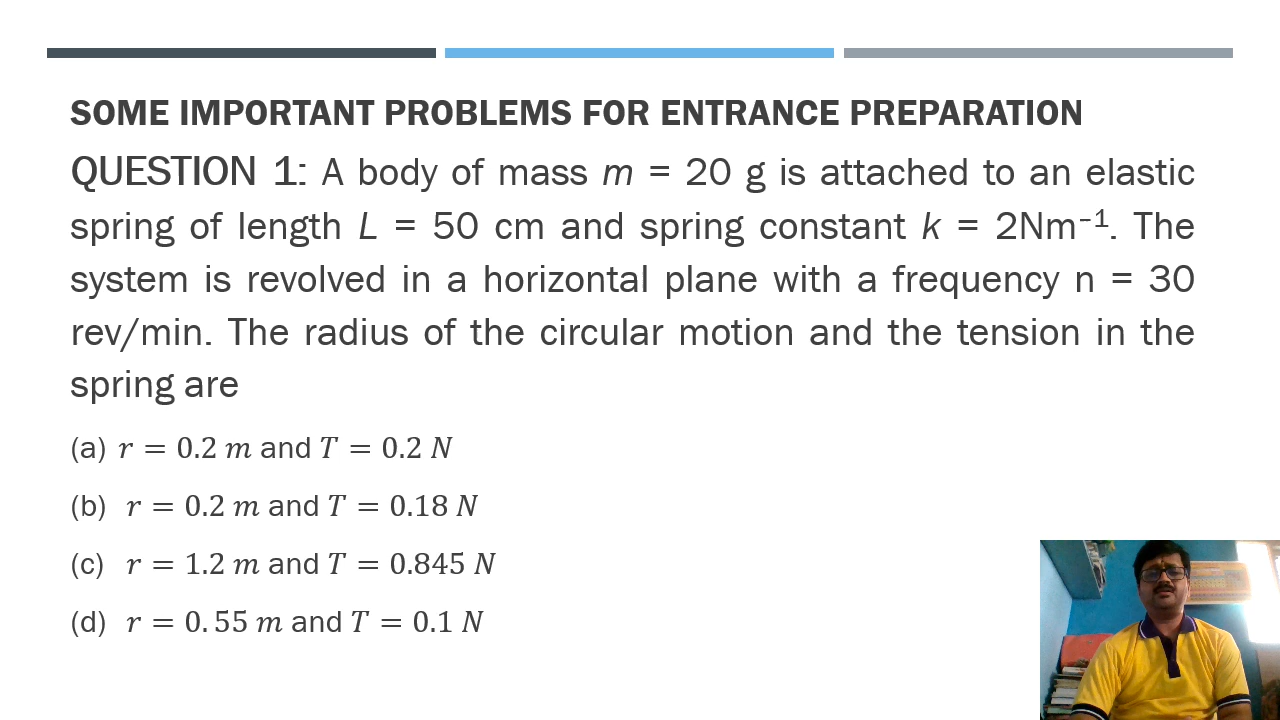 SOME IMPORTANT PROBLEMS FOR ENTRANCE PREPARATION
QUESTION 1: A body of mass m = 20 g is attached to an elastic
spring of length L = 50 cm and spring constant k = 2Nm⁻¹. The
system is revolved in a horizontal plane with a frequency n = 30
rev/min. The radius of the circular motion and the tension in the
spring are
(a) r = 0.2 m and T = 0.2 N
(b) r = 0.2 m and T = 0.18 N
(c) r = 1.2 m and T = 0.845 N
(d) r = 0.55 m and T = 0.1 N